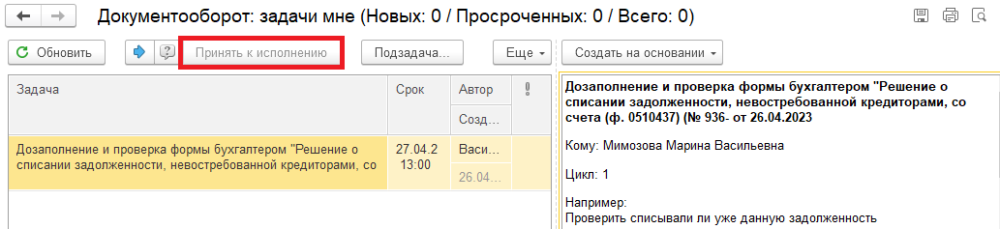 Документооборот: задачи мне (Новых: 0 / Просроченных: 0 / Всего: 0)
Обновить
Принять к исполнению
Подзадача...
Еще
Создать на основании
Задача
Срок
Автор
Созд...
Дозаполнение и проверка формы бухгалтером "Решение о
списании задолженности, невостребованной кредиторами, со
27.04.2
13:00
Васи...
26.04...
Дозаполнение и проверка формы бухгалтером "Решение о
списании задолженности, невостребованной кредиторами, со
счета (ф. 0510437) (№ 936- от 26.04.2023
Кому: Мимозова Марина Васильевна
Цикл: 1
Например:
Проверить списывали ли уже данную задолженность